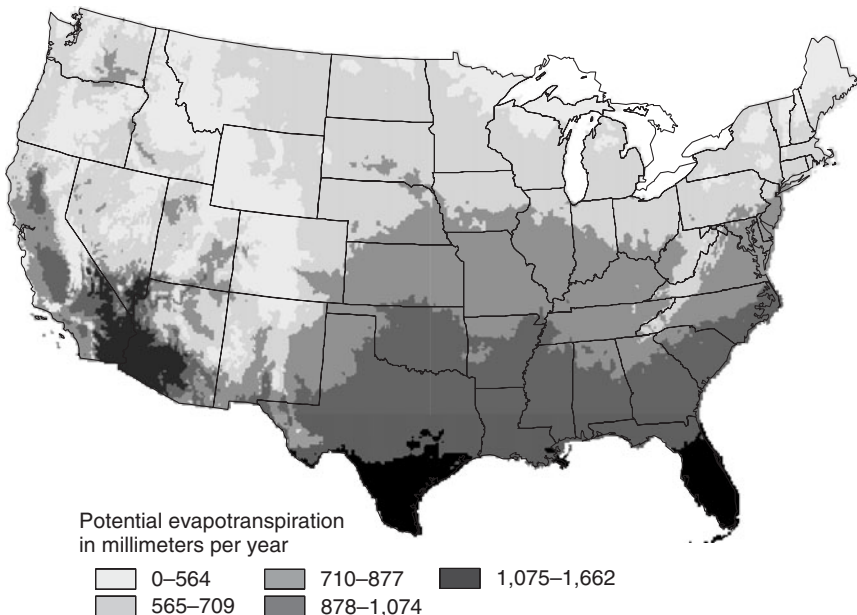 Potential evapotranspiration
in millimeters per year
0–564
710–877
1,075–1,662
565–709
878–1,074